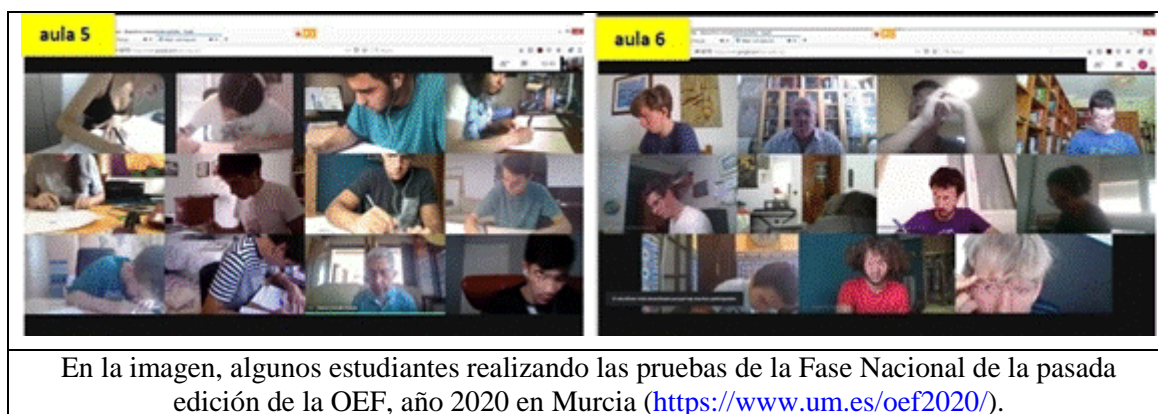 aula 5
aula 6
En la imagen, algunos estudiantes realizando las pruebas de la Fase Nacional de la pasada
edición de la OEF, año 2020 en Murcia (https://www.um.es/oef2020/).